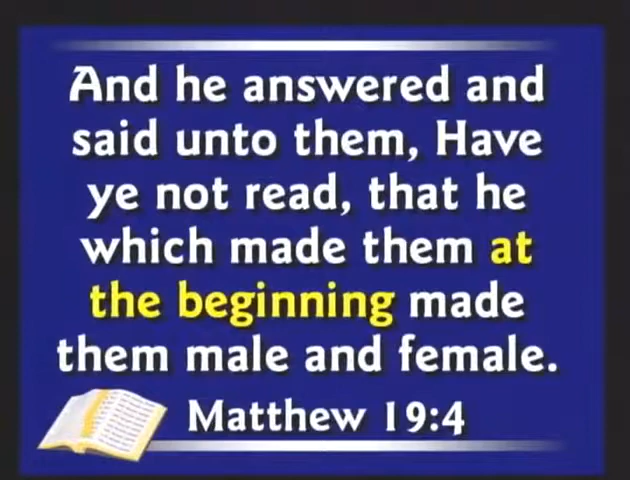 And he answered and
said unto them, Have
ye not read, that he
which made them at
the beginning made
them male and female.
Matthew 19:4